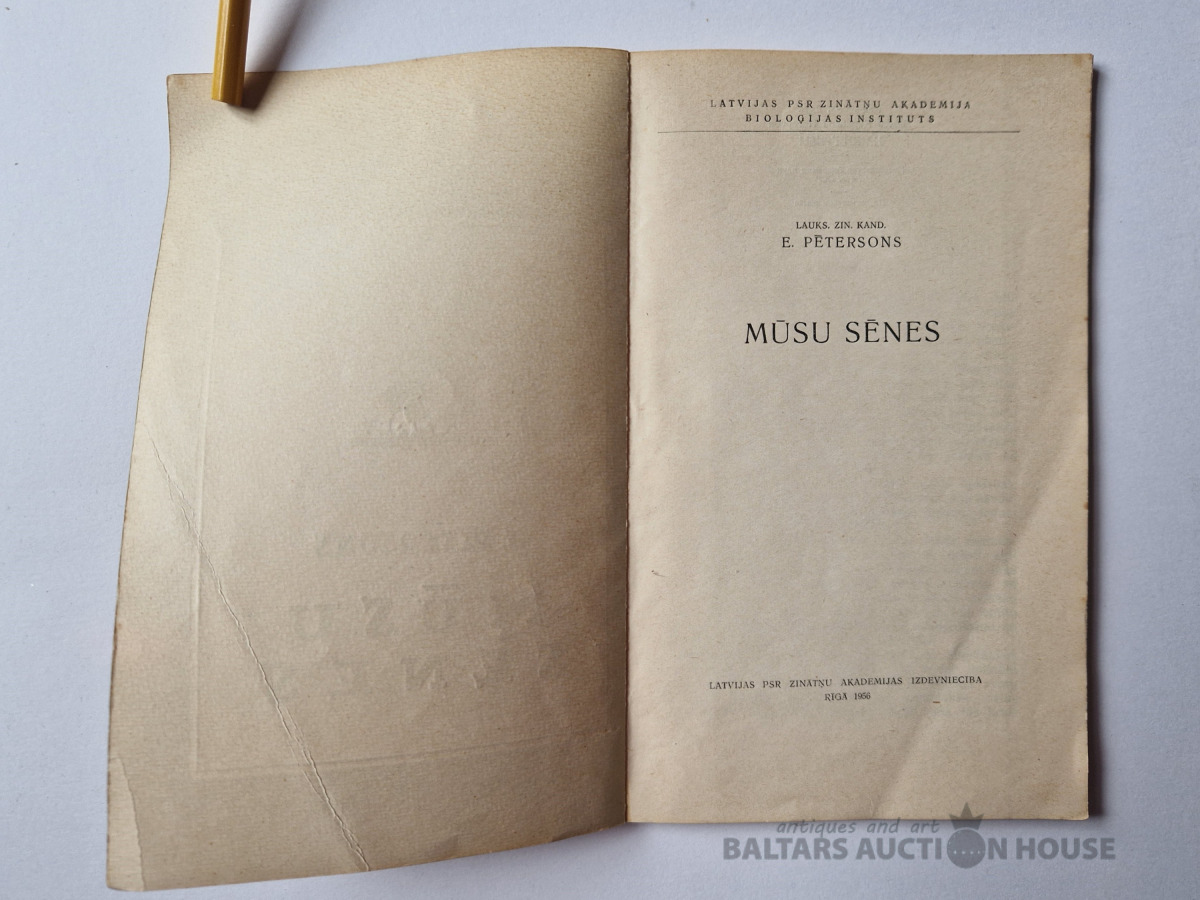 LATVIJAS PSR ZINĀTŅU AKADEMIJA
BIOLOĢIJAS INSTITUTS
LAUKS. ZIN. KAND.
E. PĒTERSONS
MŪSU SĒNES
LATVIJAS PSR ZINĀTŅU AKADEMIJAS IZDEVNIECĪBA
RĪGĀ 1956
antiques and art
BALTARS AUCTION HOUSE